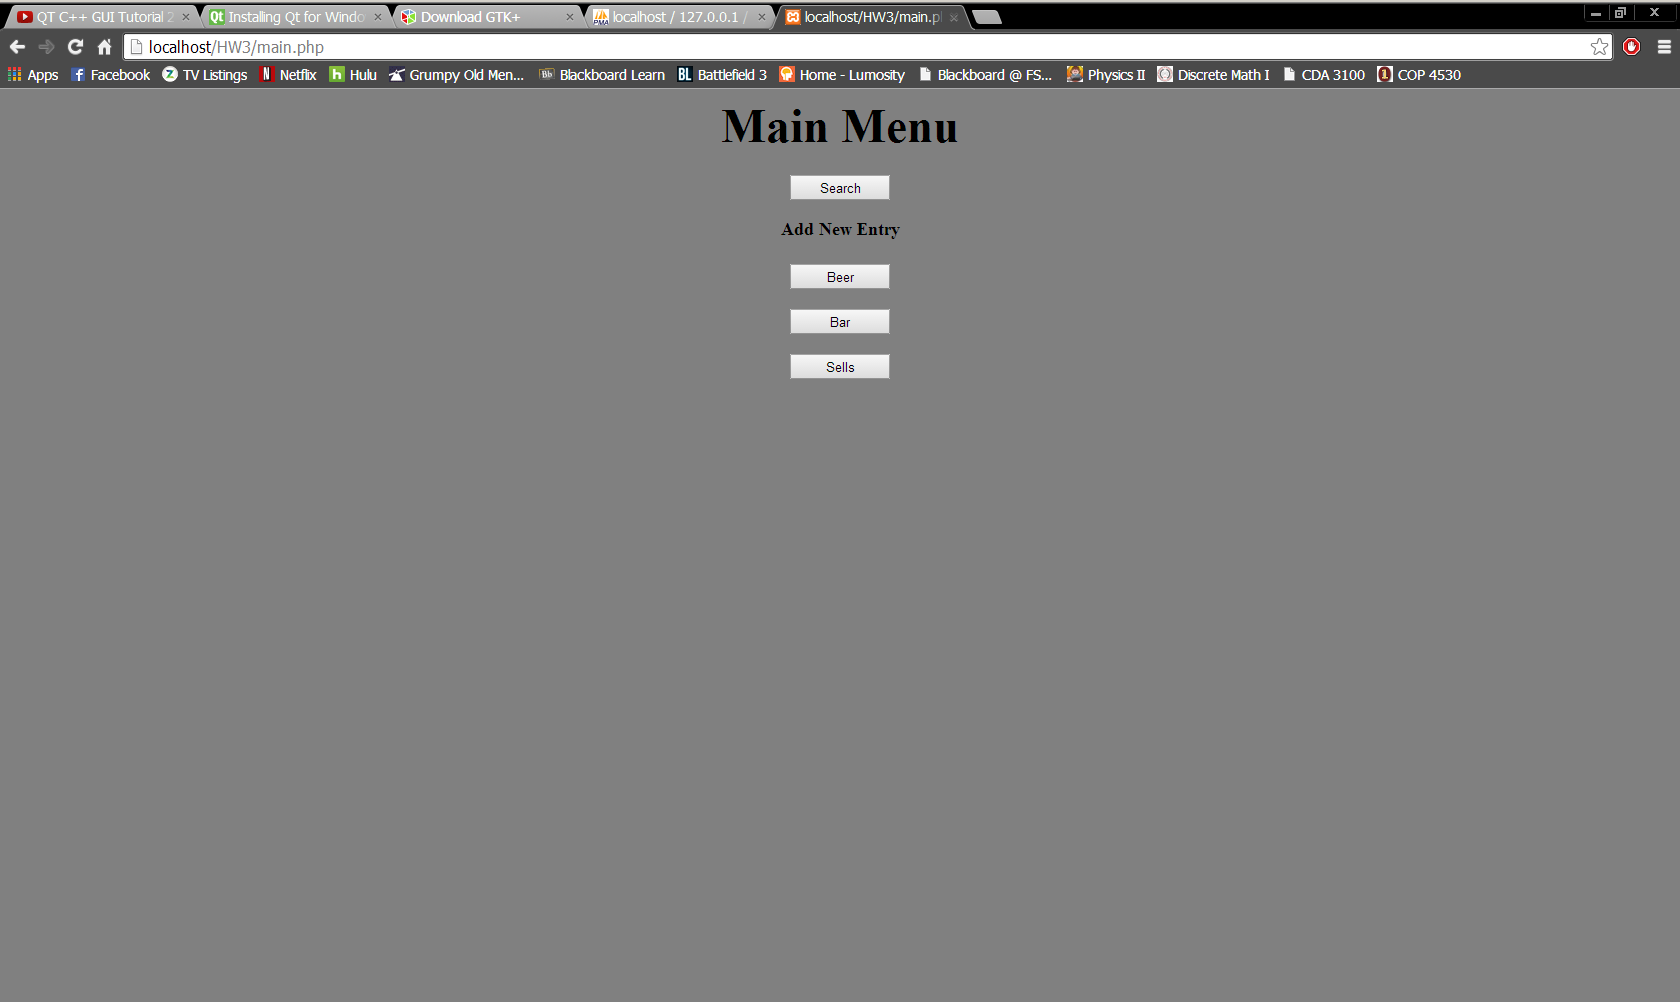 QT C++ GUI Tutorial 2
Installing Qt for Windo
Download GTK+
localhost / 127.0.0.1 /
localhost/HW3/main.p
localhost/HW3/main.php
Apps Facebook TV Listings Netflix Hulu Grumpy Old Men... Blackboard Learn Battlefield 3 Home - Lumosity Blackboard @ FS... Physics II Discrete Math I CDA 3100 COP 4530
Main Menu
Search
Add New Entry
Beer
Bar
Sells